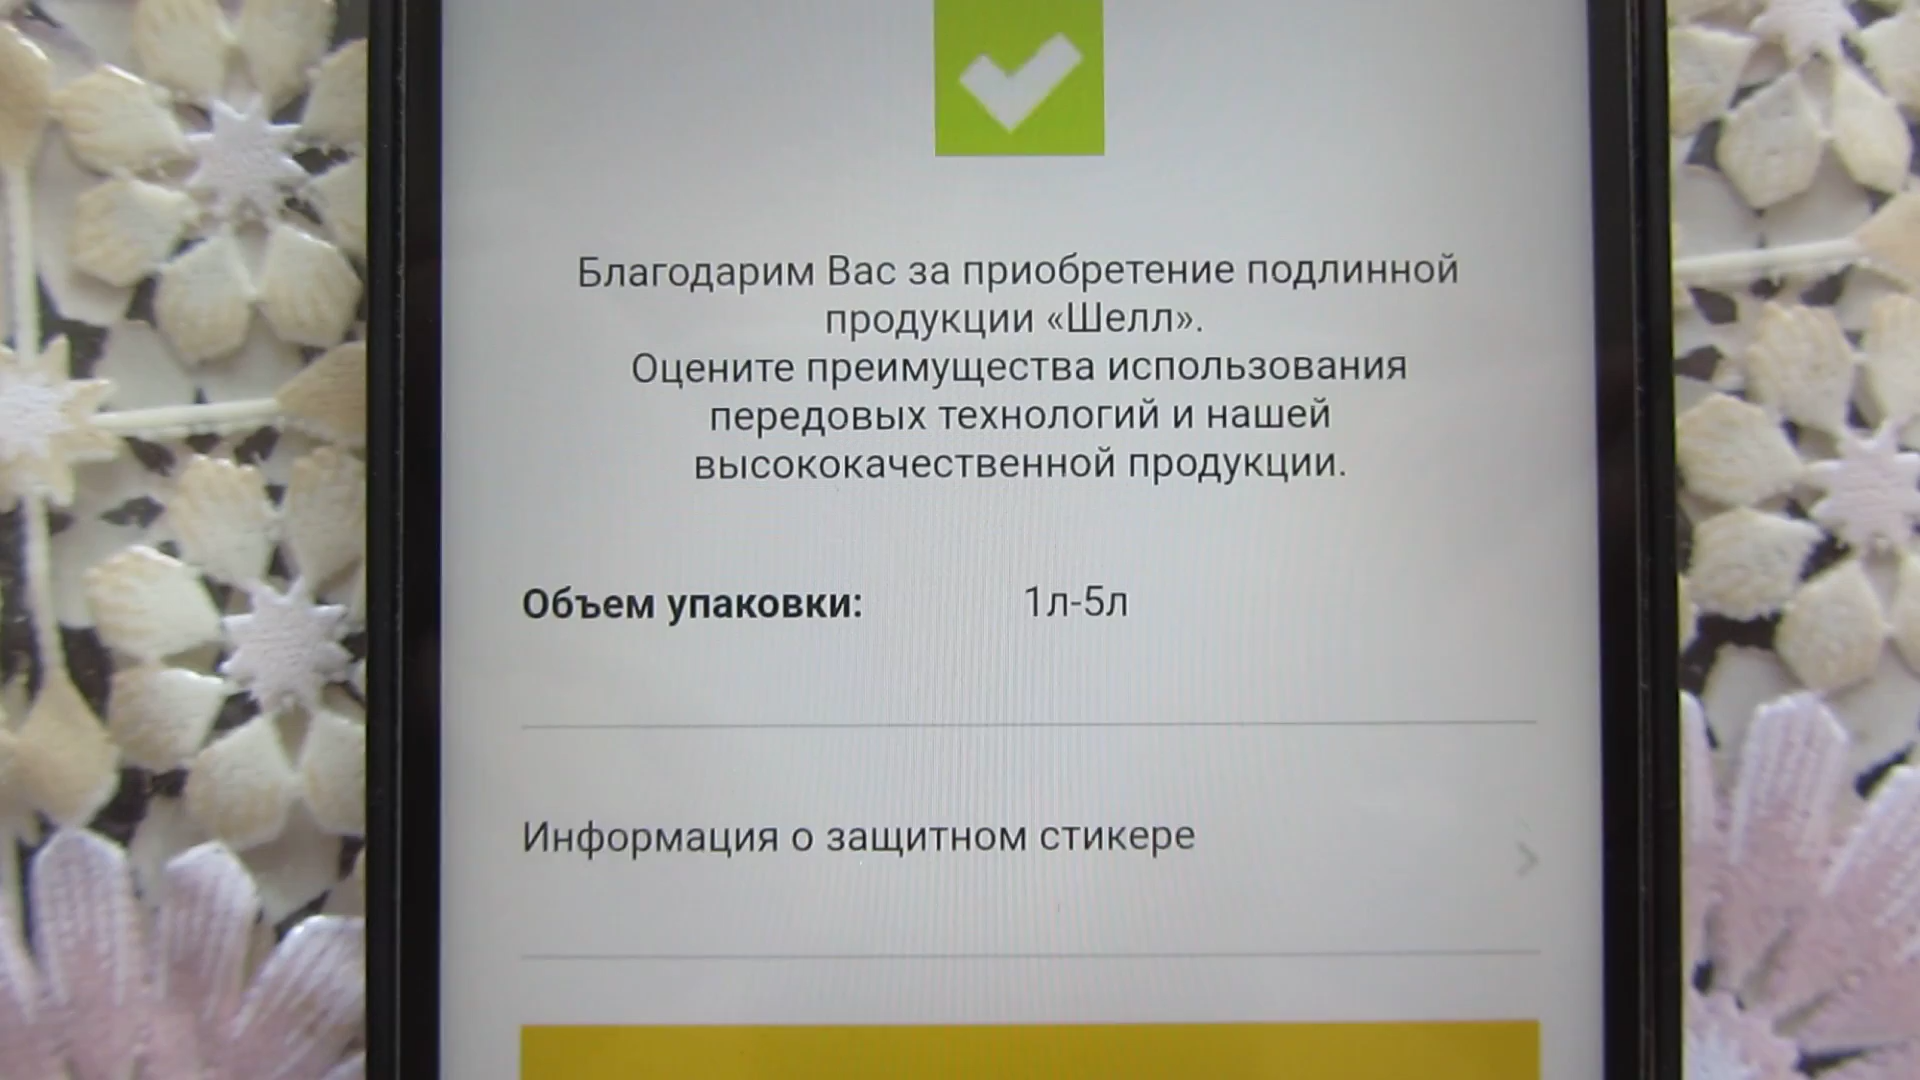 Благодарим Вас за приобретение подлинной
продукции «Шелл».
Оцените преимущества использования
передовых технологий и нашей
высококачественной продукции.
Объем упаковки: 1л-5л
Информация о защитном стикере